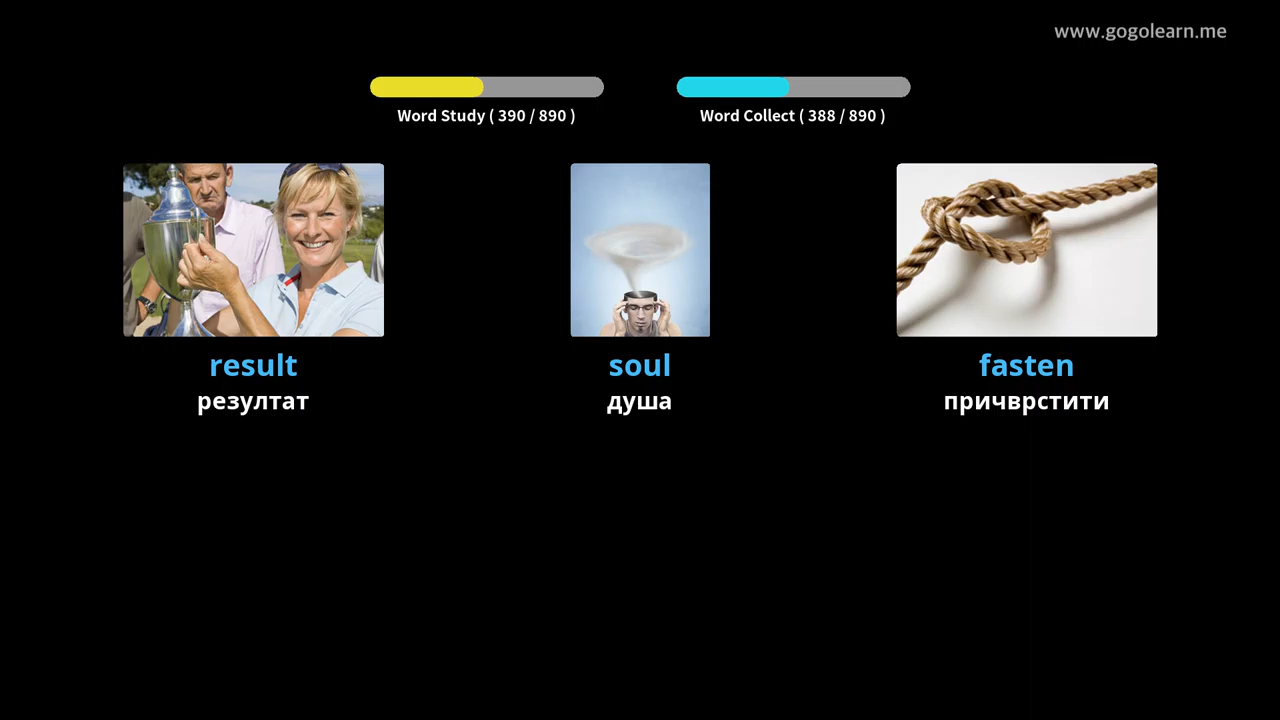 www.gogolearn.me
Word Study ( 390 / 890 )
Word Collect ( 388 / 890 )
result
soul
fasten
резултат
душа
причврстити